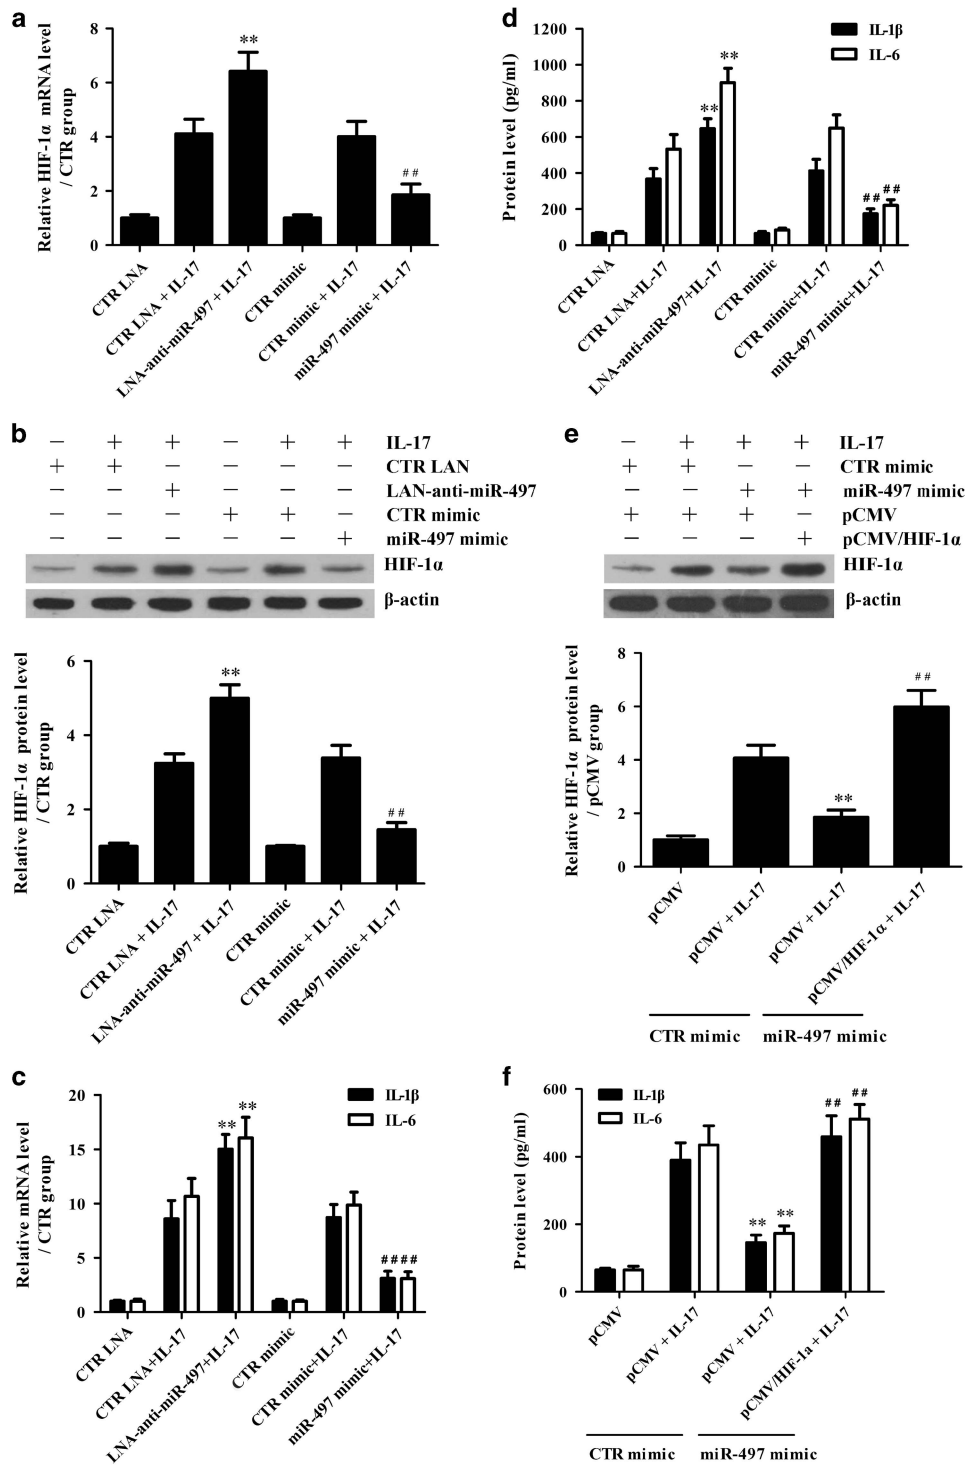 a
Relative HIF-1α mRNA level
/ CTR group
8
6
4
2
0
**
##
CTR LNA
CTR LNA + IL-17
LNA-anti-miR-497 + IL-17
CTR mimic
CTR mimic + IL-17
miR-497 mimic + IL-17
d
Protein level (pg/ml)
1200
1000
800
600
400
200
0
IL-1β
IL-6
**
**
##
##
CTR LNA
CTR LNA+IL-17
LNA-anti-miR-497+IL-17
CTR mimic
CTR mimic+IL-17
miR-497 mimic+IL-17
b
− + + − + + IL-17
+ + − − − − CTR LAN
− − + − − − LAN-anti-miR-497
− − − + + − CTR mimic
− − − − − + miR-497 mimic
HIF-1α
β-actin
Relative HIF-1α protein level
/ CTR group
6
4
2
0
**
##
CTR LNA
CTR LNA + IL-17
LNA-anti-miR-497 + IL-17
CTR mimic
CTR mimic + IL-17
miR-497 mimic + IL-17
e
− + + + IL-17
+ + − − CTR mimic
− − + + miR-497 mimic
+ + + − pCMV
− − − + pCMV/HIF-1α
HIF-1α
β-actin
Relative HIF-1α protein level
/ pCMV group
8
6
4
2
0
**
##
pCMV
pCMV + IL-17
pCMV + IL-17
pCMV/HIF-1α + IL-17
CTR mimic
miR-497 mimic
c
Relative mRNA level
/ CTR group
20
15
10
5
0
IL-1β
IL-6
**
**
##
##
CTR LNA
CTR LNA+IL-17
LNA-anti-miR-497+IL-17
CTR mimic
CTR mimic+IL-17
miR-497 mimic+IL-17
f
Protein level (pg/ml)
600
400
200
0
IL-1β
IL-6
**
**
##
##
pCMV
pCMV + IL-17
pCMV + IL-17
pCMV/HIF-1a + IL-17
CTR mimic
miR-497 mimic